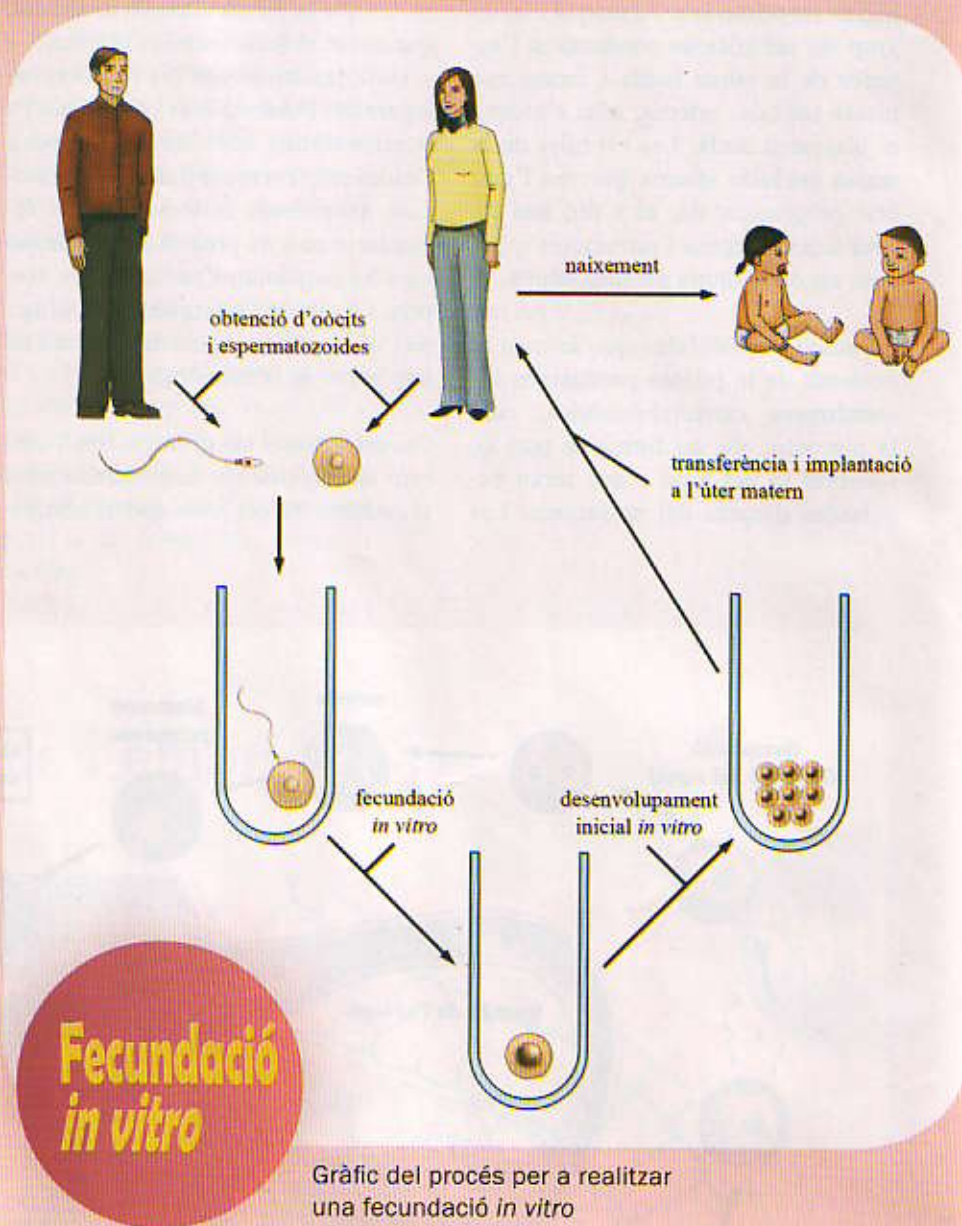 naixement
obtenció d'oòcits
i espermatozoides
transferència i implantació
a l'úter matern
fecundació
in vitro
desenvolupament
inicial in vitro
Fecundació
in vitro
Gràfic del procés per a realitzar
una fecundació in vitro